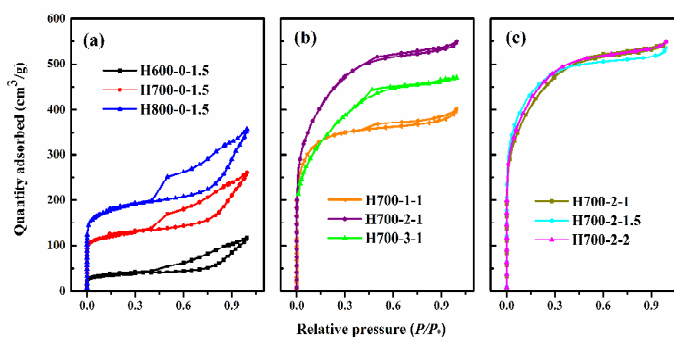 600
500
400
300
200
100
0
Quantity adsorbed (cm³/g)
(a)
H600-0-1.5
H700-0-1.5
H800-0-1.5
0.0 0.3 0.6 0.9
(b)
H700-1-1
H700-2-1
H700-3-1
0.0 0.3 0.6 0.9
(c)
H700-2-1
H700-2-1.5
H700-2-2
0.0 0.3 0.6 0.9
Relative pressure (P/P₀)